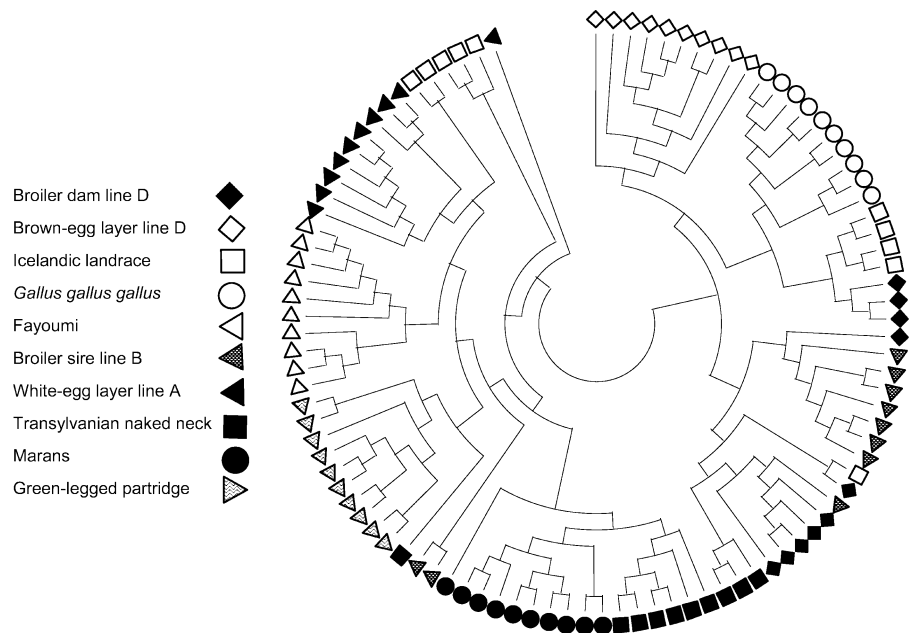 Broiler dam line D
Brown-egg layer line D
Icelandic landrace
Gallus gallus gallus
Fayoumi
Broiler sire line B
White-egg layer line A
Transylvanian naked neck
Marans
Green-legged partridge